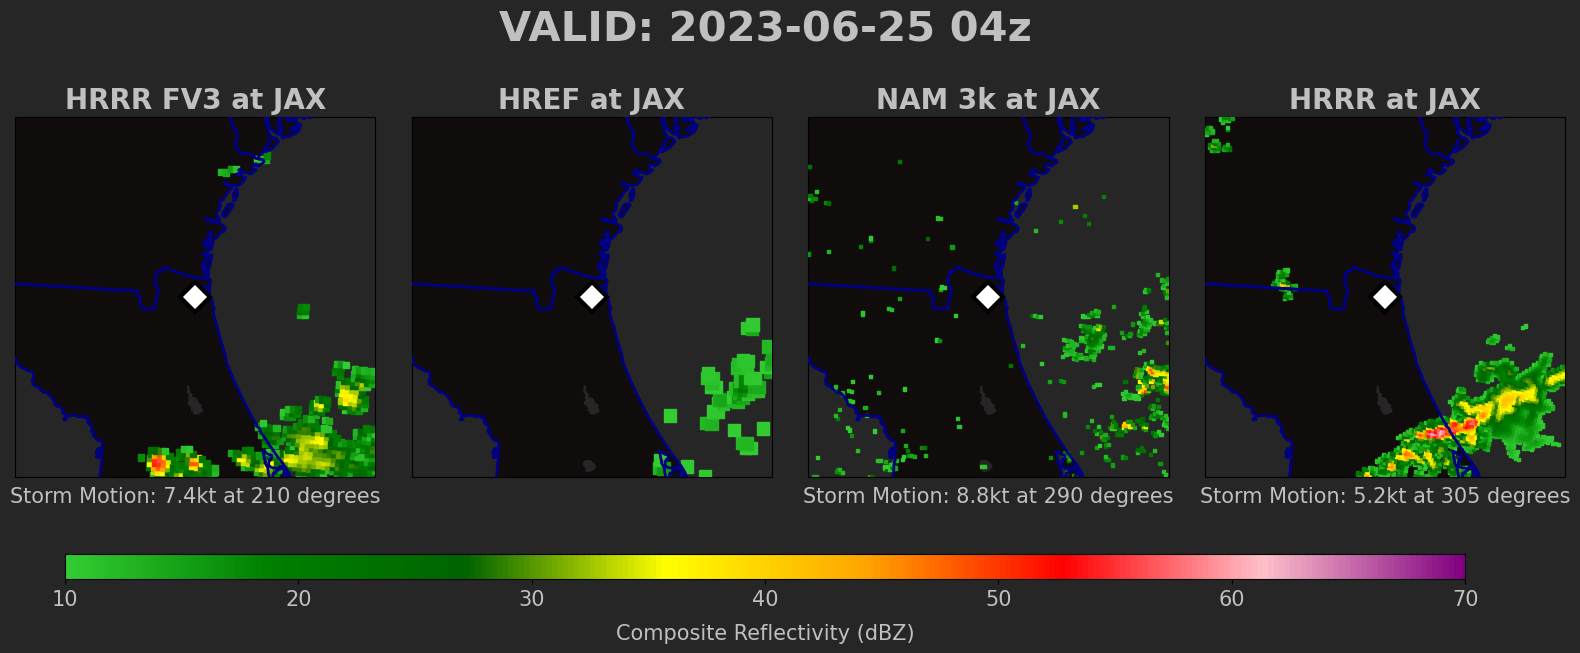 VALID: 2023-06-25 04z
HRRR FV3 at JAX
HREF at JAX
NAM 3k at JAX
HRRR at JAX
Storm Motion: 7.4kt at 210 degrees
Storm Motion: 8.8kt at 290 degrees
Storm Motion: 5.2kt at 305 degrees
10 20 30 40 50 60 70
Composite Reflectivity (dBZ)